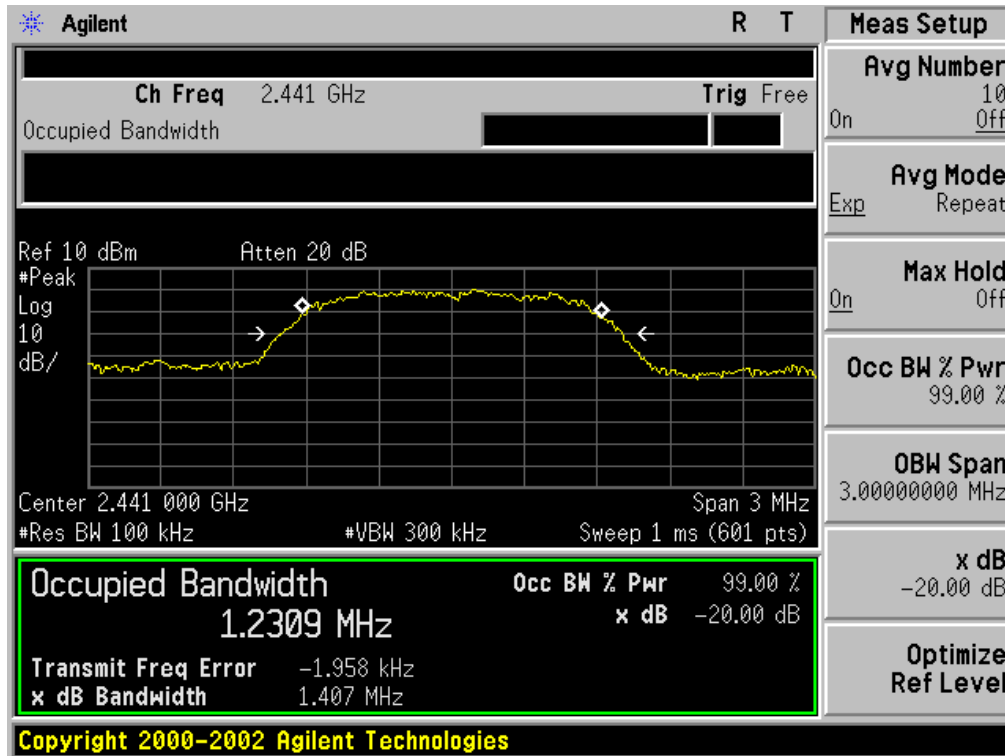 Agilent R T
Ch Freq 2.441 GHz Trig Free
Occupied Bandwidth
Ref 10 dBm Atten 20 dB
#Peak
Log
10
dB/
Center 2.441 000 GHz Span 3 MHz
#Res BW 100 kHz #VBW 300 kHz Sweep 1 ms (601 pts)
Occupied Bandwidth
1.2309 MHz
Occ BW % Pwr 99.00 %
x dB -20.00 dB
Transmit Freq Error -1.958 kHz
x dB Bandwidth 1.407 MHz
Copyright 2000-2002 Agilent Technologies
Meas Setup
Avg Number
10
On Off
Avg Mode
Exp Repeat
Max Hold
On Off
Occ BW % Pwr
99.00 %
OBW Span
3.00000000 MHz
x dB
-20.00 dB
Optimize
Ref Level